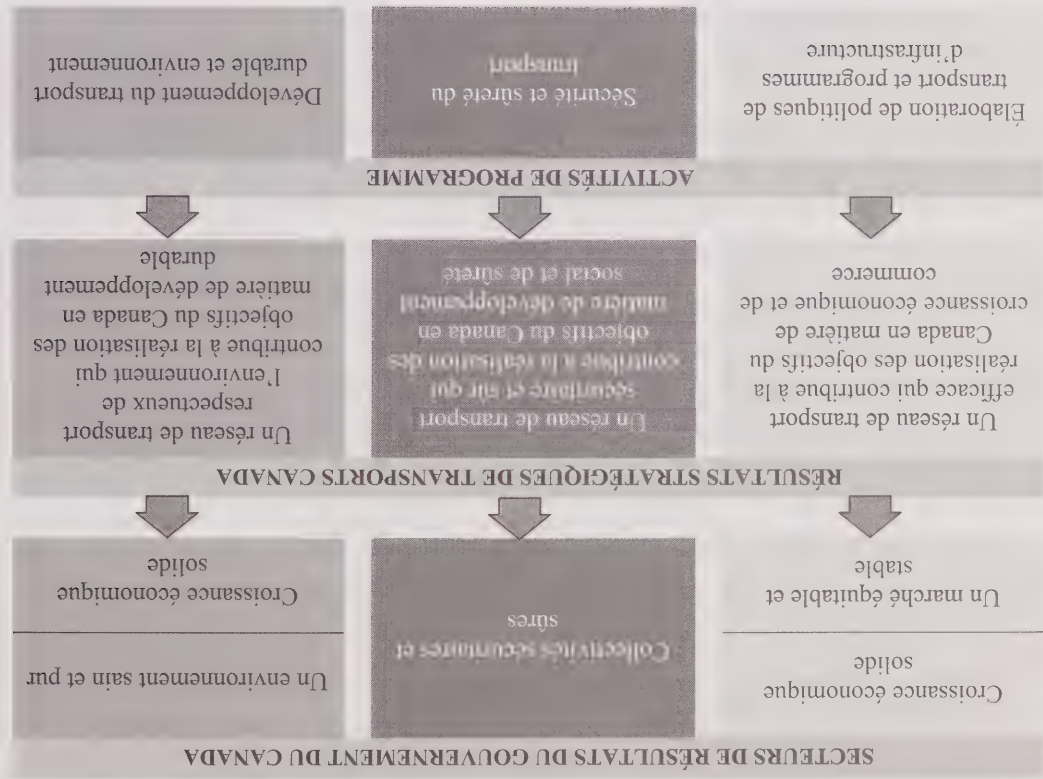 SECTEURS DE RÉSULTATS DU GOUVERNEMENT DU CANADA
Un environnement sain et pur
Croissance économique
solide
Collectivités sécuritaires et
sûres
Croissance économique
solide
Un marché équitable et
stable
RÉSULTATS STRATÉGIQUES DE TRANSPORTS CANADA
Un réseau de transport
respectueux de
l'environnement qui
contribue à la réalisation des
objectifs du Canada en
matière de développement
durable
Un réseau de transport
sécuritaire et sûr qui
contribue à la réalisation des
objectifs du Canada en
matière de développement
social et de sûreté
Un réseau de transport
efficace qui contribue à la
réalisation des objectifs du
Canada en matière de
croissance économique et de
commerce
ACTIVITÉS DE PROGRAMME
Développement du transport
durable et environnement
Sécurité et sûreté du
transport
Élaboration de politiques de
transport et programmes
d'infrastructure